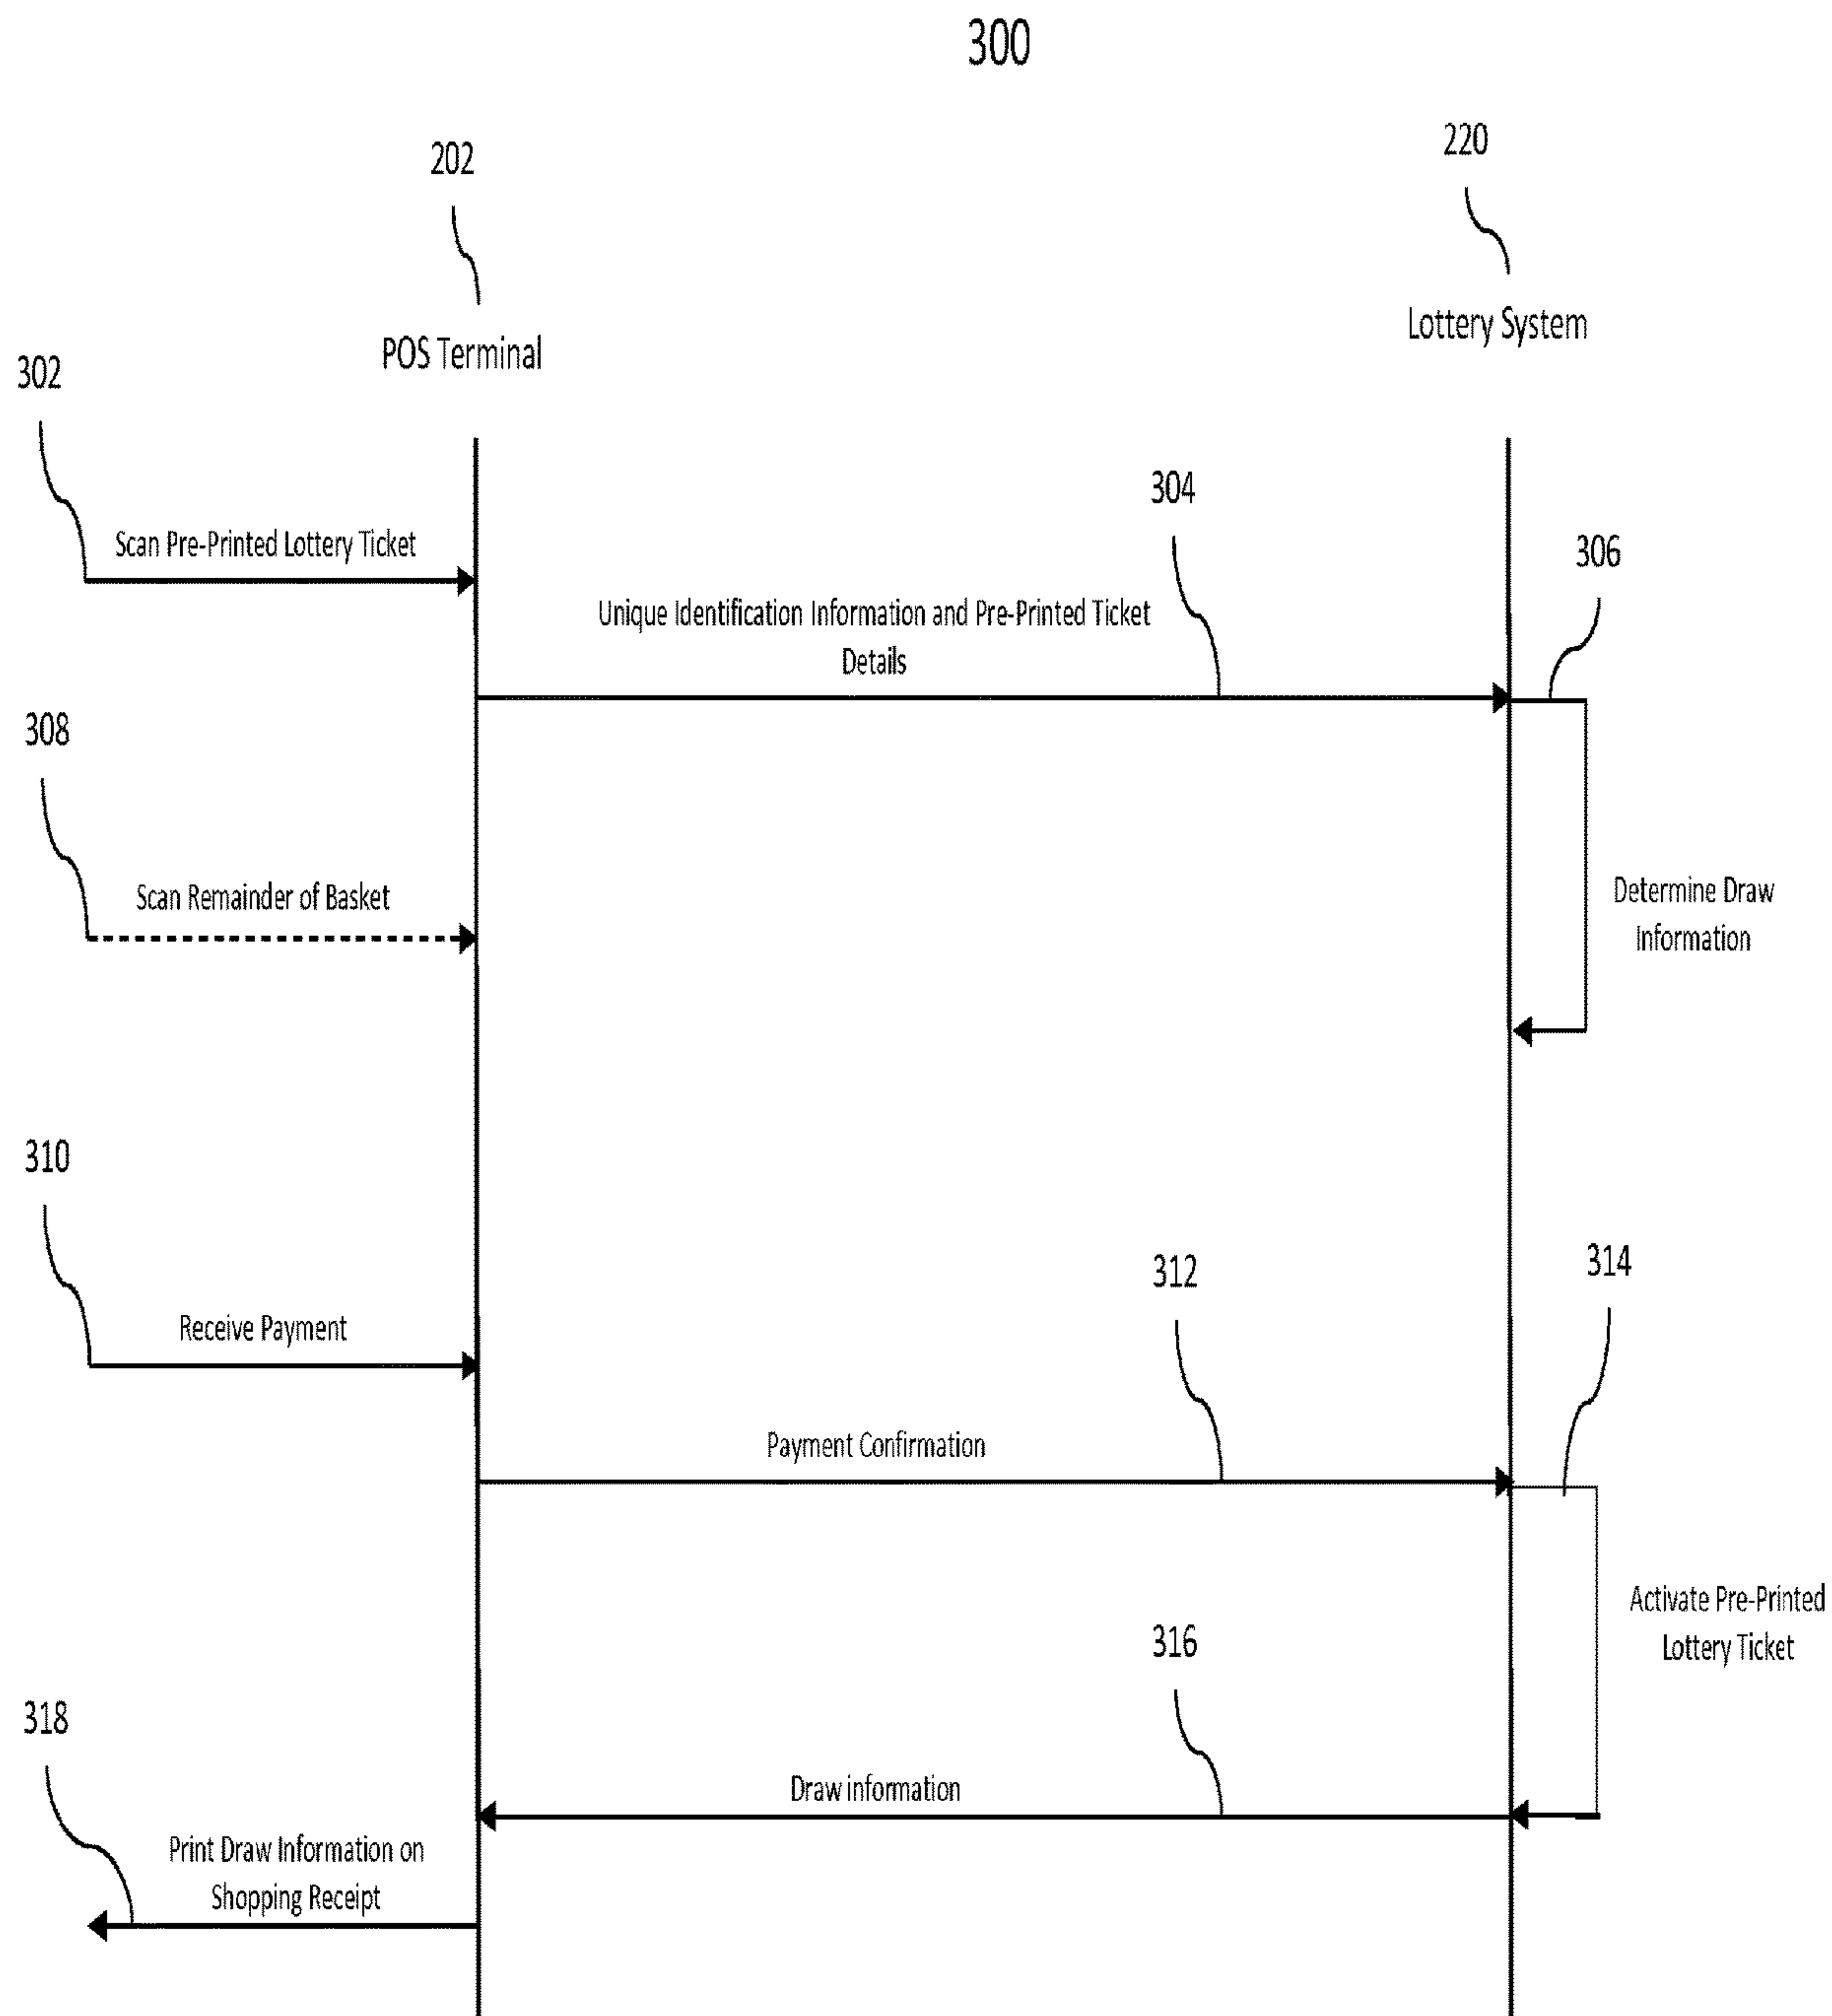 300
202
220
POS Terminal
Lottery System
302
304
306
Scan Pre-Printed Lottery Ticket
Unique Identification Information and Pre-Printed Ticket
Details
308
Scan Remainder of Basket
Determine Draw
Information
310
312
314
Receive Payment
Payment Confirmation
Activate Pre-Printed
Lottery Ticket
316
318
Draw information
Print Draw Information on
Shopping Receipt